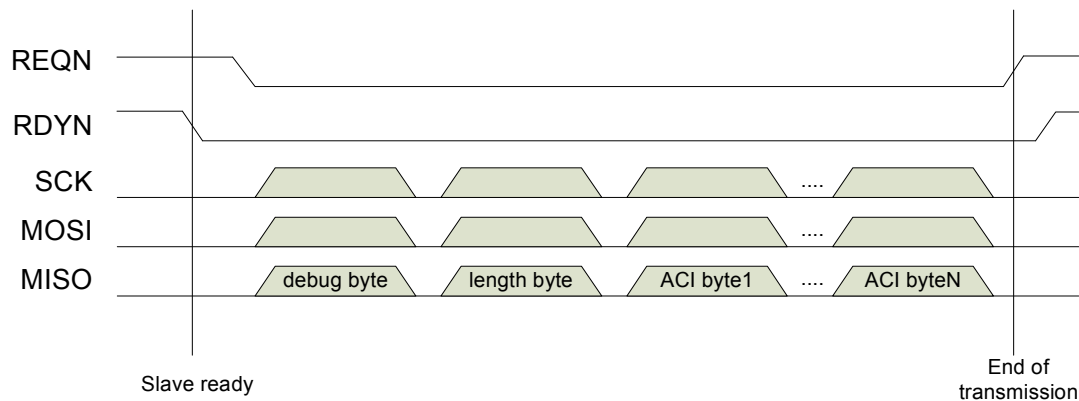 REQN
RDYN
SCK
....
MOSI
....
MISO
debug byte
length byte
ACI byte1
....
ACI byteN
Slave ready
End of
transmission